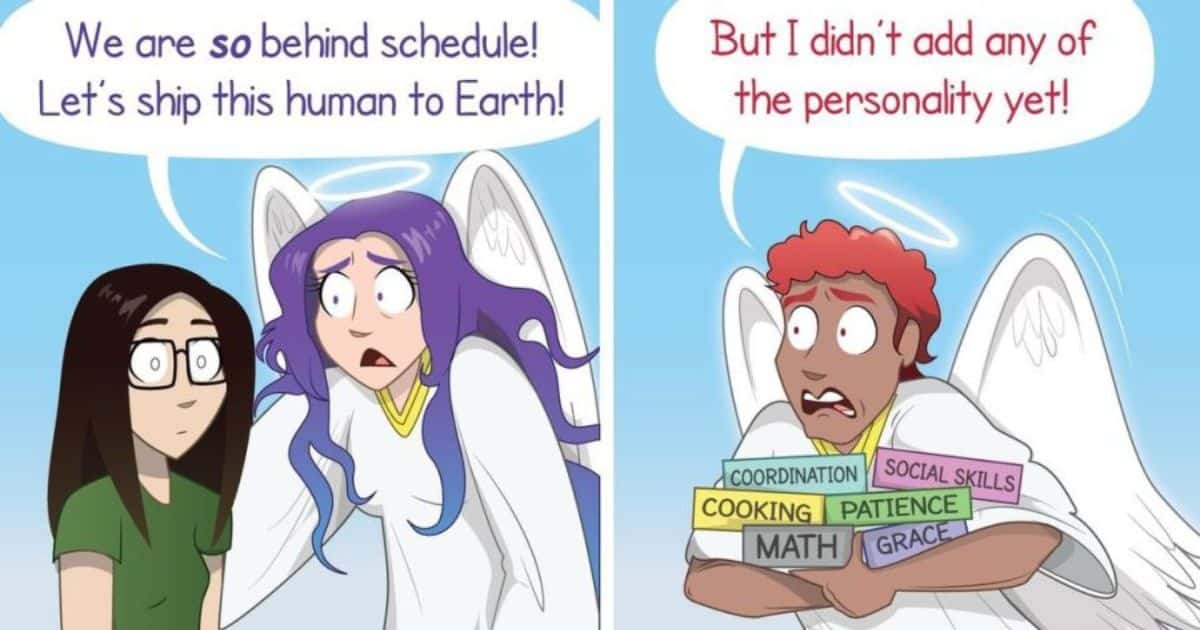 We are so behind schedule!
Let's ship this human to Earth!
But I didn't add any of
the personality yet!
COORDINATION
SOCIAL SKILLS
COOKING
PATIENCE
MATH
GRACE